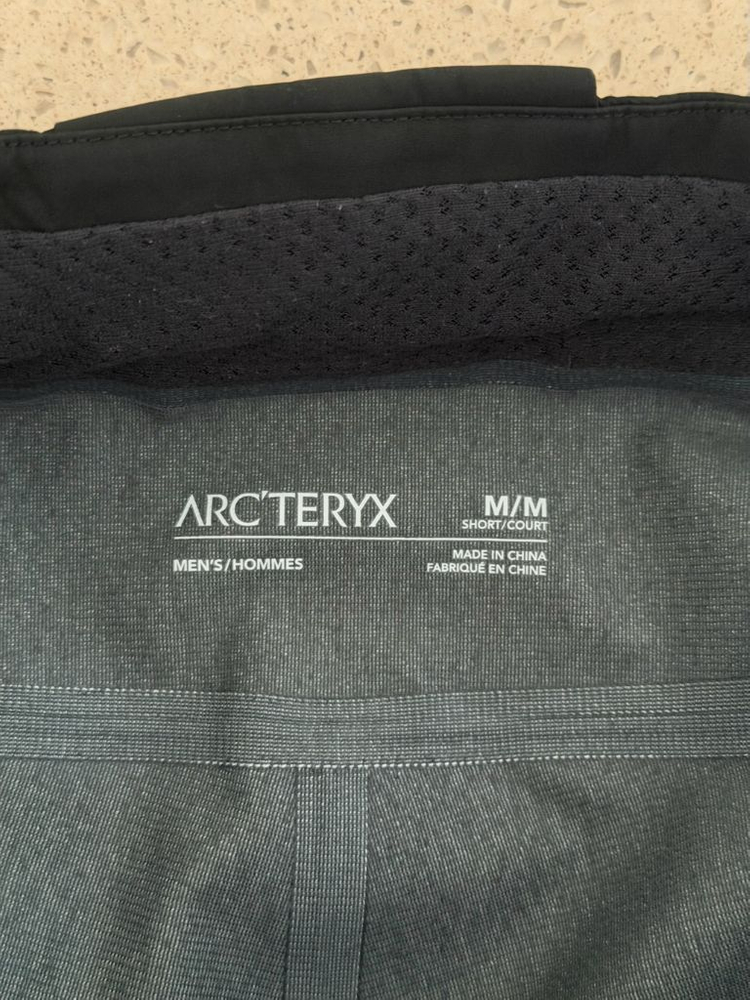 ARC'TERYX
M/M
SHORT/COURT
MEN'S/HOMMES
MADE IN CHINA
FABRIQUÉ EN CHINE